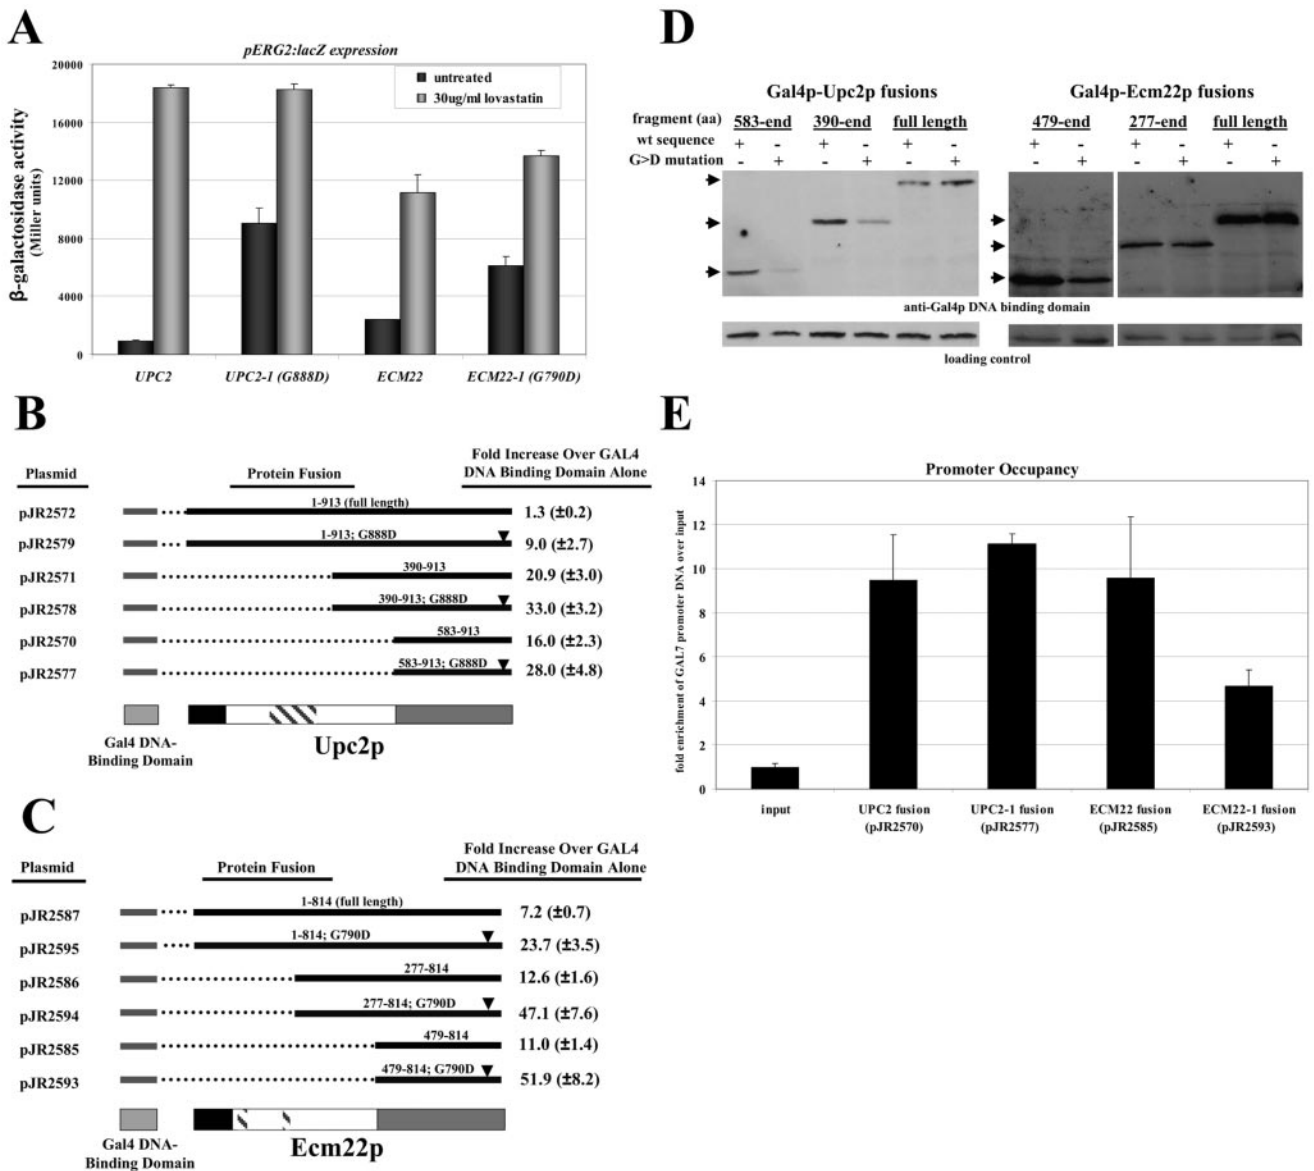 A
pERG2:lacZ expression
20000
16000
12000
8000
4000
0
β-galactosidase activity
(Miller units)
untreated
30ug/ml lovastatin
UPC2
UPC2-1 (G888D)
ECM22
ECM22-1 (G790D)
B
Plasmid
Protein Fusion
Fold Increase Over GAL4
DNA Binding Domain Alone
pJR2572
1-913 (full length)
1.3 (±0.2)
pJR2579
1-913; G888D
9.0 (±2.7)
pJR2571
390-913
20.9 (±3.0)
pJR2578
390-913; G888D
33.0 (±3.2)
pJR2570
583-913
16.0 (±2.3)
pJR2577
583-913; G888D
28.0 (±4.8)
Gal4 DNA-
Binding Domain
Upc2p
C
Plasmid
Protein Fusion
Fold Increase Over GAL4
DNA Binding Domain Alone
pJR2587
1-814 (full length)
7.2 (±0.7)
pJR2595
1-814; G790D
23.7 (±3.5)
pJR2586
277-814
12.6 (±1.6)
pJR2594
277-814; G790D
47.1 (±7.6)
pJR2585
479-814
11.0 (±1.4)
pJR2593
479-814; G790D
51.9 (±8.2)
Gal4 DNA-
Binding Domain
Ecm22p
D
Gal4p-Upc2p fusions
Gal4p-Ecm22p fusions
fragment (aa) 583-end 390-end full length 479-end 277-end full length
wt sequence + - + - + - + - + - + -
G>D mutation - + - + - + - + - + - +
anti-Gal4p DNA binding domain
loading control
E
Promoter Occupancy
14
12
10
8
6
4
2
0
fold enrichment of GAL7 promoter DNA over input
input
UPC2 fusion
(pJR2570)
UPC2-1 fusion
(pJR2577)
ECM22 fusion
(pJR2585)
ECM22-1 fusion
(pJR2593)